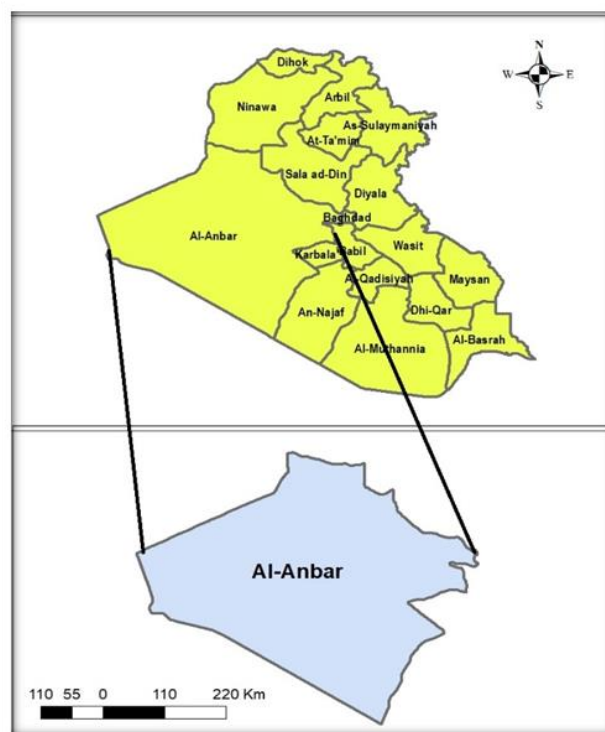 N
W E
S
Dihok
Ninawa
Arbil
As-Sulaymaniyah
At-Ta'mim
Sala ad-Din
Diyala
Baghdad
Al-Anbar
Wasit
Karbala
Babil
Al-Qadisiyah
Maysan
An-Najaf
Dhi-Qar
Al-Basrah
Al-Muthannia
Al-Anbar
110 55 0 110 220 Km